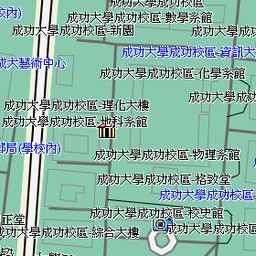 校內)
成功大學成功校區-數學系館
成功大學成功校區-新園
成功大學成功校區-資訊大
成大藝術中心
成功大學成功校區-化學系館
成功大
成功大學成功校區-理化大樓
成功大學成功校區-地科系館
郵局(學校內)
成功大學成功校區-物理系館
成功大學成功校區-格致堂
成功大學成
成功大學成功校區-校史館
正堂
成功大學成功校區-綜合大樓